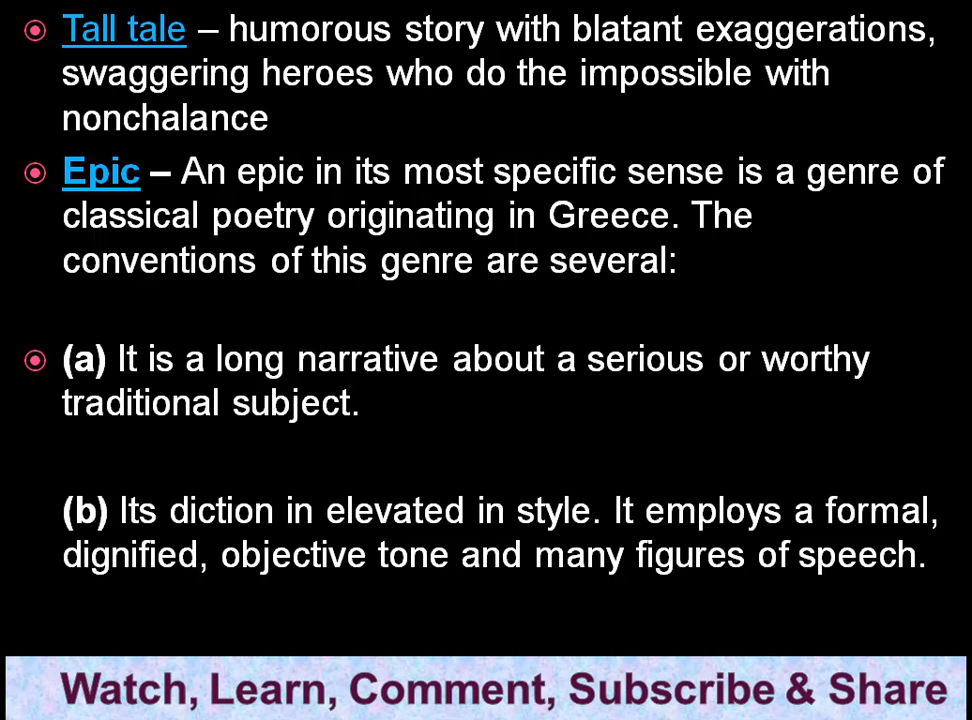 Tall tale – humorous story with blatant exaggerations,
swaggering heroes who do the impossible with
nonchalance
Epic – An epic in its most specific sense is a genre of
classical poetry originating in Greece. The
conventions of this genre are several:
(a) It is a long narrative about a serious or worthy
traditional subject.
(b) Its diction in elevated in style. It employs a formal,
dignified, objective tone and many figures of speech.
Watch, Learn, Comment, Subscribe & Share